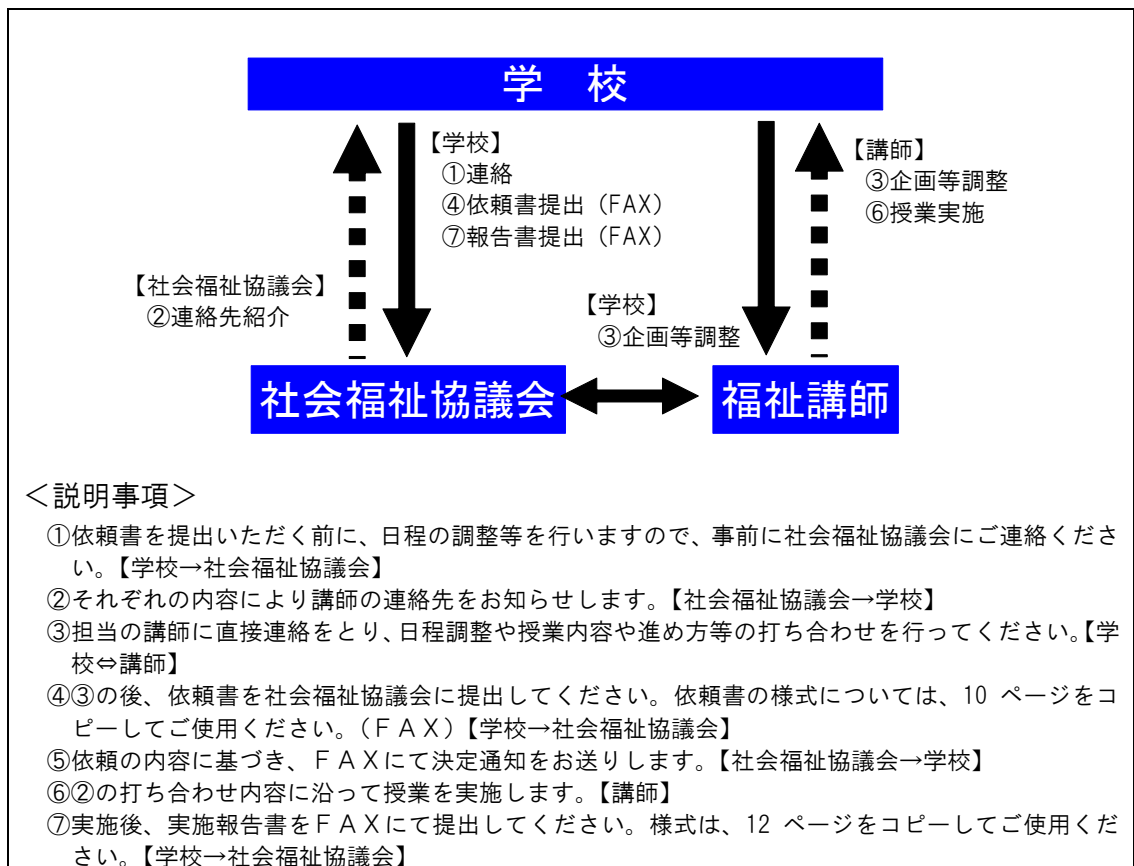 学 校
【学校】
①連絡
④依頼書提出（FAX）
⑦報告書提出（FAX）
【講師】
③企画等調整
⑥授業実施
【社会福祉協議会】
②連絡先紹介
【学校】
③企画等調整
社会福祉協議会
福祉講師
＜説明事項＞
①依頼書を提出いただく前に、日程の調整等を行いますので、事前に社会福祉協議会にご連絡くださ
い。【学校→社会福祉協議会】
②それぞれの内容により講師の連絡先をお知らせします。【社会福祉協議会→学校】
③担当の講師に直接連絡をとり、日程調整や授業内容や進め方等の打ち合わせを行ってください。【学
校⇔講師】
④③の後、依頼書を社会福祉協議会に提出してください。依頼書の様式については、10 ページをコ
ピーしてご使用ください。（ＦＡＸ）【学校→社会福祉協議会】
⑤依頼の内容に基づき、ＦＡＸにて決定通知をお送りします。【社会福祉協議会→学校】
⑥②の打ち合わせ内容に沿って授業を実施します。【講師】
⑦実施後、実施報告書をＦＡＸにて提出してください。様式は、12 ページをコピーしてご使用くだ
さい。【学校→社会福祉協議会】